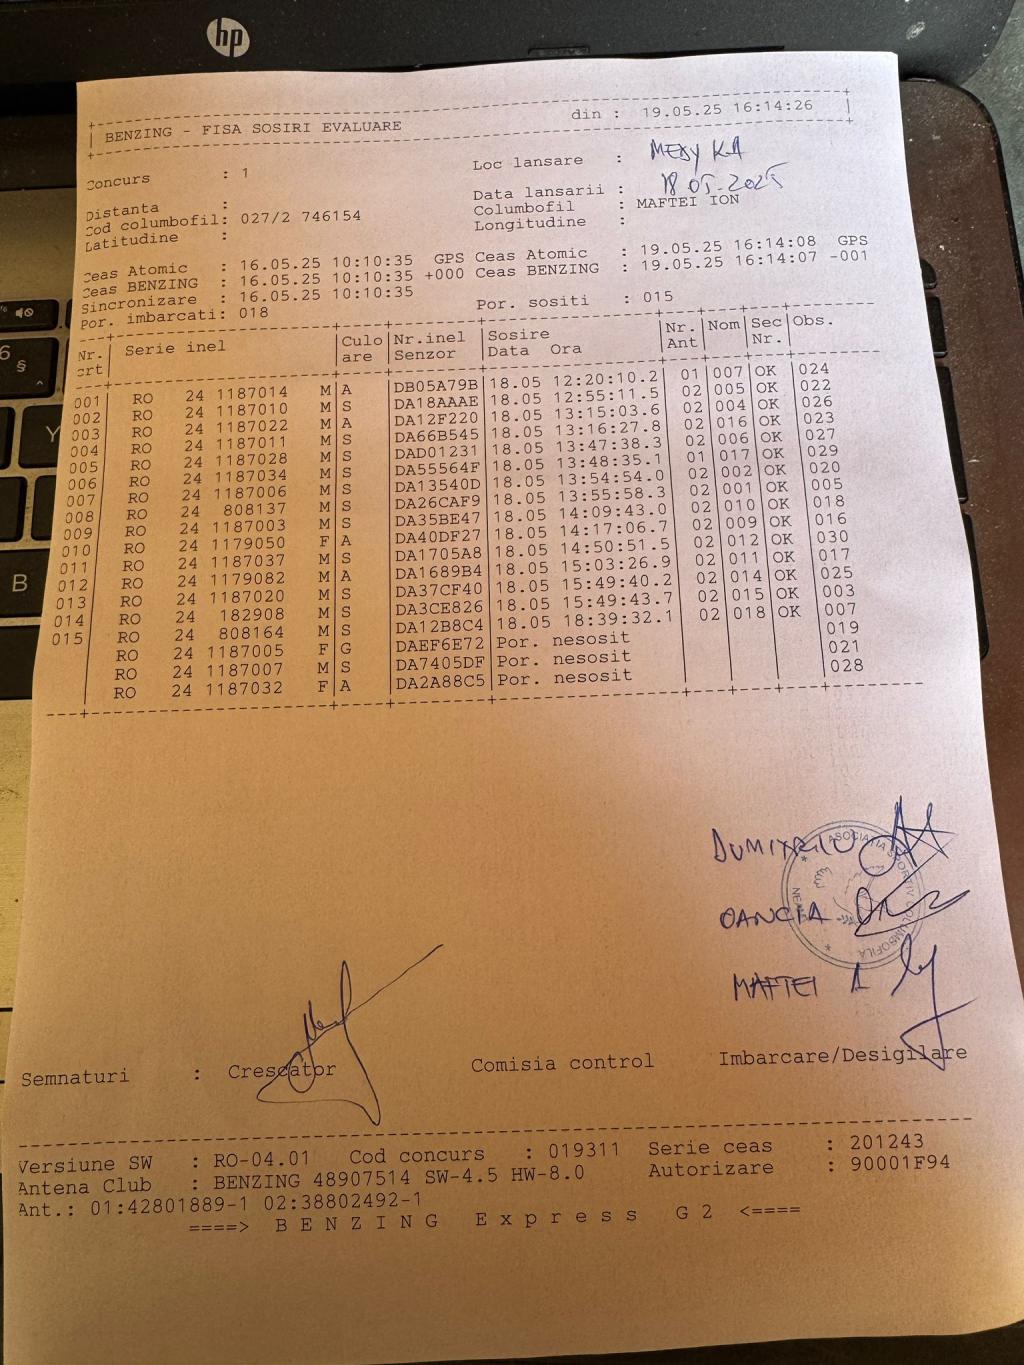 BENZING - FISA SOSIRI EVALUARE din : 19.05.25 16:14:26
Concurs : 1 Loc lansare : MEDY KA
Data lansarii : 18 05-2025
Distanta : Columbofil : MAFTEI ION
Cod columbofil: 027/2 746154 Longitudine :
Latitudine :
Ceas Atomic : 16.05.25 10:10:35 GPS Ceas Atomic : 19.05.25 16:14:08 GPS
Ceas BENZING : 16.05.25 10:10:35 +000 Ceas BENZING : 19.05.25 16:14:07 -001
Sincronizare : 16.05.25 10:10:35
Por. imbarcati: 018 Por. sositi : 015
Nr. Serie inel Culo Nr.inel Sosire Nr. Nom Sec Obs.
crt are Senzor Data Ora Ant Nr.
001 RO 24 1187014 M A DB05A79B 18.05 12:20:10.2 01 007 OK 024
002 RO 24 1187010 M S DA18AAAE 18.05 12:55:11.5 02 005 OK 022
003 RO 24 1187022 M A DA12F220 18.05 13:15:03.6 02 004 OK 026
004 RO 24 1187011 M S DA66B545 18.05 13:16:27.8 02 016 OK 023
005 RO 24 1187028 M S DAD01231 18.05 13:47:38.3 02 006 OK 027
006 RO 24 1187034 M S DA55564F 18.05 13:48:35.1 01 017 OK 029
007 RO 24 1187006 M S DA13540D 18.05 13:54:54.0 02 002 OK 020
008 RO 24 808137 M S DA26CAF9 18.05 13:55:58.3 02 001 OK 005
009 RO 24 1187003 M S DA35BE47 18.05 14:09:43.0 02 010 OK 018
010 RO 24 1179050 F A DA40DF27 18.05 14:17:06.7 02 009 OK 016
011 RO 24 1187037 M S DA1705A8 18.05 14:50:51.5 02 012 OK 030
012 RO 24 1179082 M A DA1689B4 18.05 15:03:26.9 02 011 OK 017
013 RO 24 1187020 M S DA37CF40 18.05 15:49:40.2 02 014 OK 025
014 RO 24 182908 M S DA3CE826 18.05 15:49:43.7 02 015 OK 003
015 RO 24 808164 M S DA12B8C4 18.05 18:39:32.1 02 018 OK 007
RO 24 1187005 F G DAEF6E72 Por. nesosit 019
RO 24 1187007 M S DA7405DF Por. nesosit 021
RO 24 1187032 F A DA2A88C5 Por. nesosit 028
DUMITRIU
OANCIA
MAFTEI
ASOCIATIA COLUMBOFILA
Semnaturi : Crescator Comisia control Imbarcare/Desigilare
Versiune SW : RO-04.01 Cod concurs : 019311 Serie ceas : 201243
Antena Club : BENZING 48907514 SW-4.5 HW-8.0 Autorizare : 90001F94
Ant.: 01:42801889-1 02:38802492-1
====> B E N Z I N G E x p r e s s G 2 <====
hp